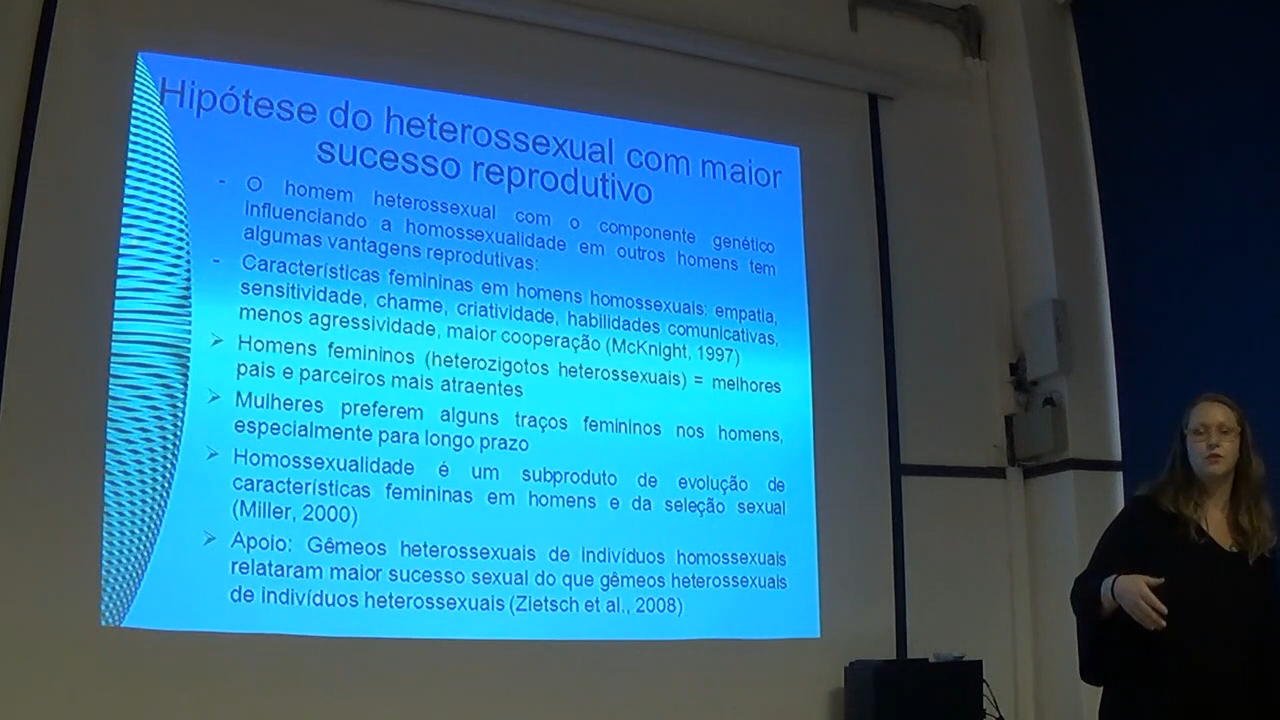 Hipótese do heterossexual com maior
sucesso reprodutivo
- O homem heterossexual com o componente genético
influenciando a homossexualidade em outros homens tem
algumas vantagens reprodutivas:
- Características femininas em homens homossexuais: empatia,
sensitividade, charme, criatividade, habilidades comunicativas,
menos agressividade, maior cooperação (McKnight, 1997)
➢ Homens femininos (heterozigotos heterossexuais) = melhores
pais e parceiros mais atraentes
➢ Mulheres preferem alguns traços femininos nos homens,
especialmente para longo prazo
➢ Homossexualidade é um subproduto de evolução de
características femininas em homens e da seleção sexual
(Miller, 2000)
➢ Apoio: Gêmeos heterossexuais de indivíduos homossexuais
relataram maior sucesso sexual do que gêmeos heterossexuais
de indivíduos heterossexuais (Zietsch et al., 2008)